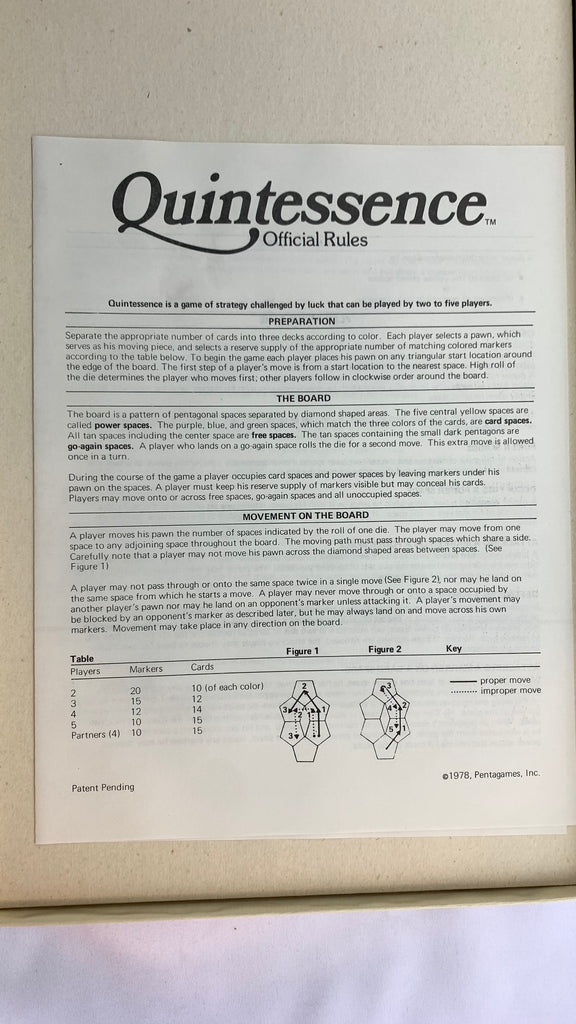 Quintessence™
Official Rules
Quintessence is a game of strategy challenged by luck that can be played by two to five players.
PREPARATION
Separate the appropriate number of cards into three decks according to color. Each player selects a pawn, which
serves as his moving piece, and selects a reserve supply of the appropriate number of matching colored markers
according to the table below. To begin the game each player places his pawn on any triangular start location around
the edge of the board. The first step of a player's move is from a start location to the nearest space. High roll of
the die determines the player who moves first; other players follow in clockwise order around the board.
THE BOARD
The board is a pattern of pentagonal spaces separated by diamond shaped areas. The five central yellow spaces are
called power spaces. The purple, blue, and green spaces, which match the three colors of the cards, are card spaces.
All tan spaces including the center space are free spaces. The tan spaces containing the small dark pentagons are
go-again spaces. A player who lands on a go-again space rolls the die for a second move. This extra move is allowed
once in a turn.
During the course of the game a player occupies card spaces and power spaces by leaving markers under his
pawn on the spaces. A player must keep his reserve supply of markers visible but may conceal his cards.
Players may move onto or across free spaces, go-again spaces and all unoccupied spaces.
MOVEMENT ON THE BOARD
A player moves his pawn the number of spaces indicated by the roll of one die. The player may move from one
space to any adjoining space throughout the board. The moving path must pass through spaces which share a side.
Carefully note that a player may not move his pawn across the diamond shaped areas between spaces. (See
Figure 1)
A player may not pass through or onto the same space twice in a single move (See Figure 2), nor may he land on
the same space from which he starts a move. A player may never move through or onto a space occupied by
another player's pawn nor may he land on an opponent's marker unless attacking it. A player's movement may
be blocked by an opponent's marker as described later, but he may always land on and move across his own
markers. Movement may take place in any direction on the board.
Table Figure 1 Figure 2 Key
Players Markers Cards
2 20 10 (of each color)
3 15 12
4 12 14
5 10 15
Partners (4) 10 15
2
3 2 1 1
3
3
4 2
5 1
proper move
improper move
©1978, Pentagames, Inc.
Patent Pending